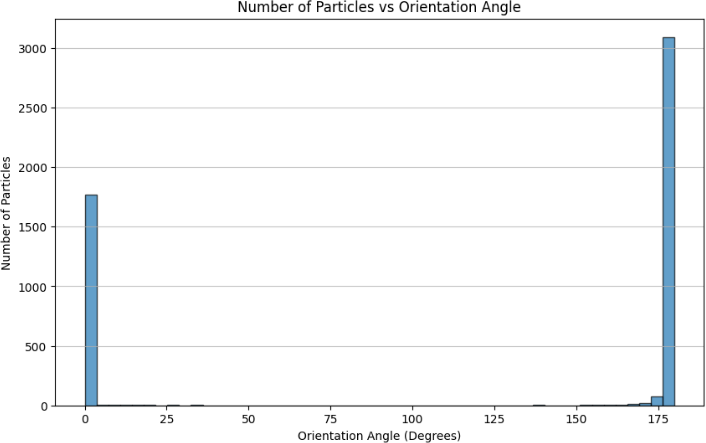 Number of Particles vs Orientation Angle
Number of Particles
3000
2500
2000
1500
1000
500
0
0 25 50 75 100 125 150 175
Orientation Angle (Degrees)